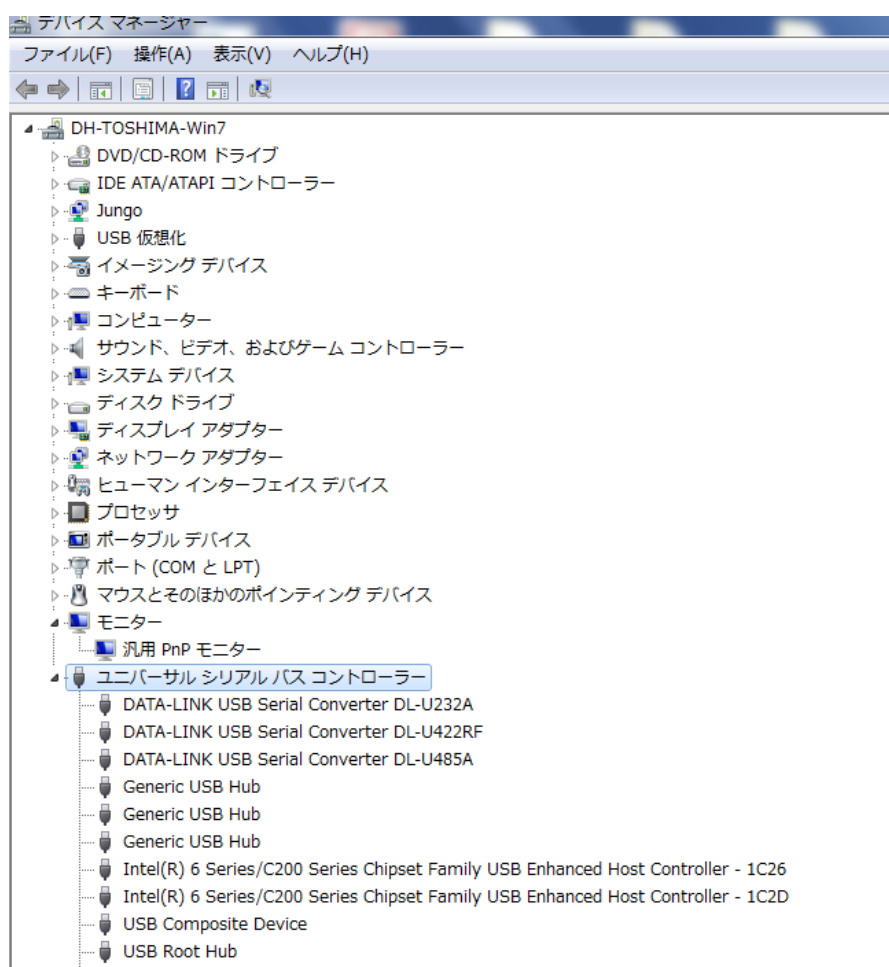 デバイス マネージャー
ファイル(F) 操作(A) 表示(V) ヘルプ(H)
DH-TOSHIMA-Win7
DVD/CD-ROM ドライブ
IDE ATA/ATAPI コントローラー
Jungo
USB 仮想化
イメージング デバイス
キーボード
コンピューター
サウンド、ビデオ、およびゲーム コントローラー
システム デバイス
ディスク ドライブ
ディスプレイ アダプター
ネットワーク アダプター
ヒューマン インターフェイス デバイス
プロセッサ
ポータブル デバイス
ポート (COM と LPT)
マウスとそのほかのポインティング デバイス
モニター
汎用 PnP モニター
ユニバーサル シリアル バス コントローラー
DATA-LINK USB Serial Converter DL-U232A
DATA-LINK USB Serial Converter DL-U422RF
DATA-LINK USB Serial Converter DL-U485A
Generic USB Hub
Generic USB Hub
Generic USB Hub
Intel(R) 6 Series/C200 Series Chipset Family USB Enhanced Host Controller - 1C26
Intel(R) 6 Series/C200 Series Chipset Family USB Enhanced Host Controller - 1C2D
USB Composite Device
USB Root Hub